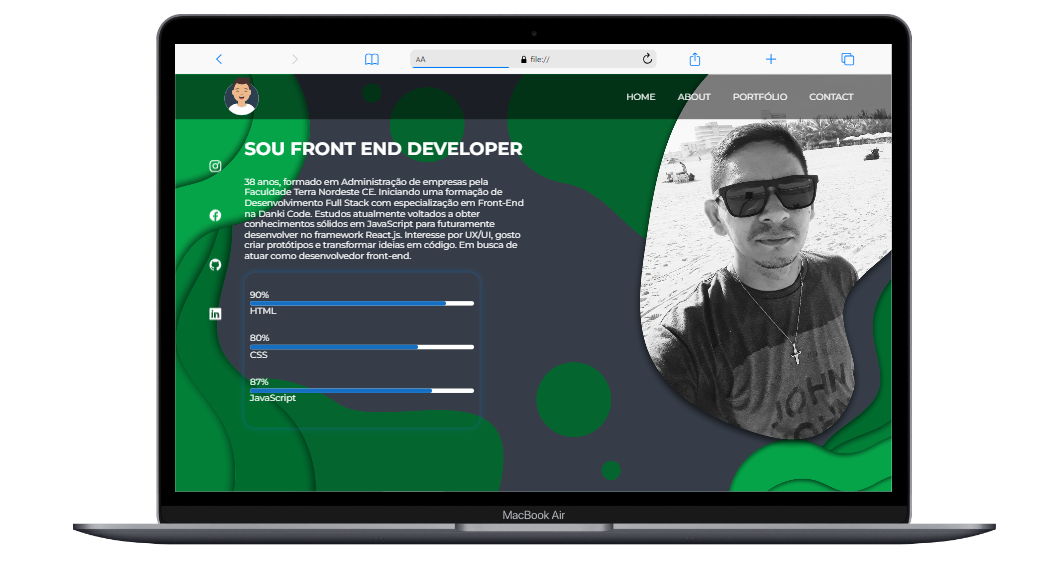 AA
file://
HOME ABOUT PORTFÓLIO CONTACT
SOU FRONT END DEVELOPER
38 anos, formado em Administração de empresas pela
Faculdade Terra Nordeste CE. Iniciando uma formação de
Desenvolvimento Full Stack com especialização em Front-End
na Danki Code. Estudos atualmente voltados a obter
conhecimentos sólidos em JavaScript para futuramente
desenvolver no framework React.js. Interesse por UX/UI, gosto
criar protótipos e transformar ideias em código. Em busca de
atuar como desenvolvedor front-end.
90%
HTML
80%
CSS
87%
JavaScript
in
JOHN
MacBook Air